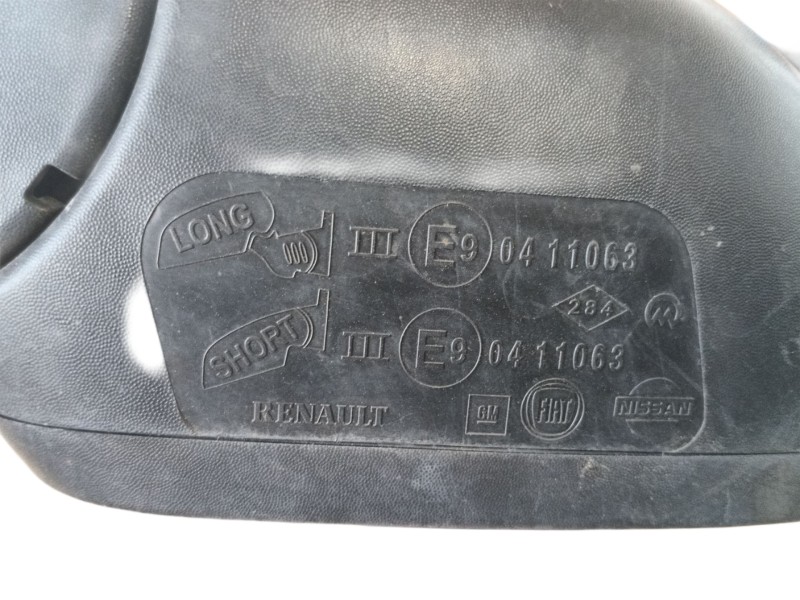 LONG III E9 04 11063
284
SHORT III E9 04 11063
RENAULT GM FIAT NISSAN